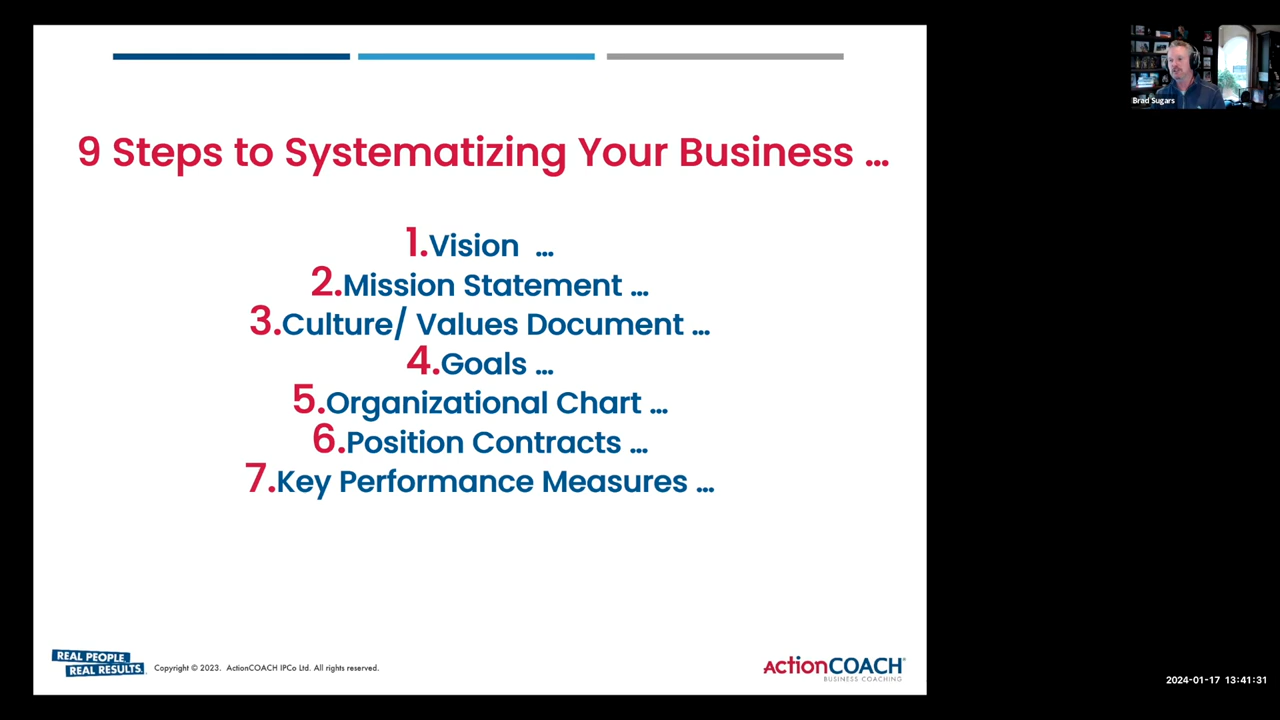 9 Steps to Systematizing Your Business ...
1.Vision ...
2.Mission Statement ...
3.Culture/ Values Document ...
4.Goals ...
5.Organizational Chart ...
6.Position Contracts ...
7.Key Performance Measures ...
REAL PEOPLE.
REAL RESULTS.
Copyright © 2023. ActionCOACH IPCo Ltd. All rights reserved.
actionCOACH®
BUSINESS COACHING
Brad Sugars
2024-01-17 13:41:31